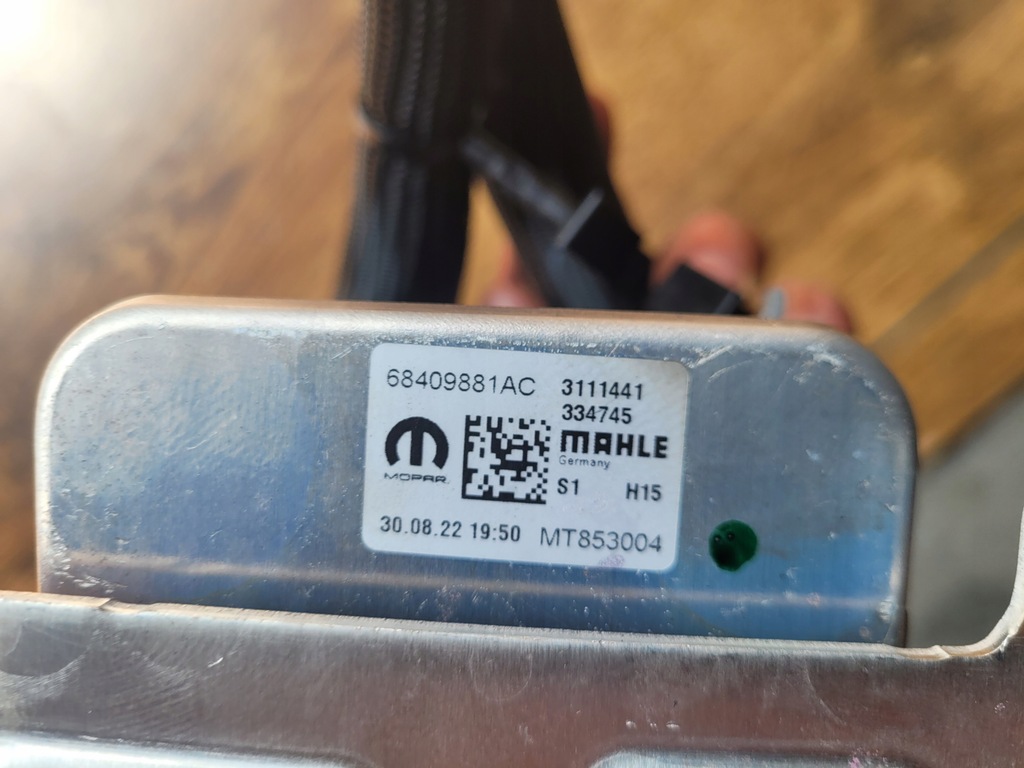 68409881AC 3111441
334745
MAHLE
Germany
MOPAR
S1 H15
30.08.22 19:50 MT853004